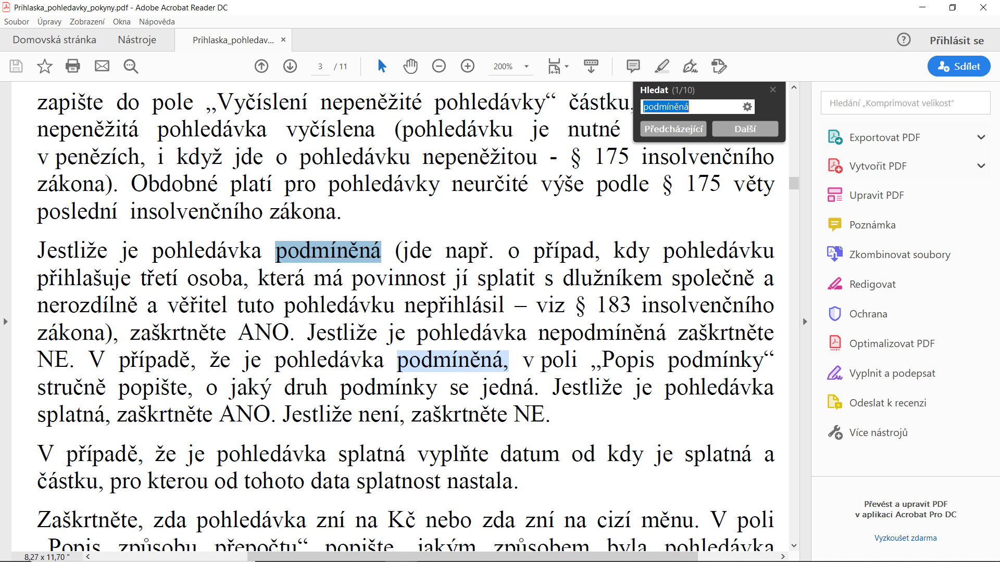 Prihlaska_pohledavky_pokyny.pdf - Adobe Acrobat Reader DC
Soubor Úpravy Zobrazení Okna Nápověda
Domovská stránka Nástroje Prihlaska_pohledav... Přihlásit se
3 / 11 200% Sdílet
Hledat (1/10)
podmíněná
Předcházející Další
zapište do pole „Vyčíslení nepeněžité pohledávky“ částku,
nepeněžitá pohledávka vyčíslena (pohledávku je nutné
v penězích, i když jde o pohledávku nepeněžitou - § 175 insolvenčního
zákona). Obdobné platí pro pohledávky neurčité výše podle § 175 věty
poslední insolvenčního zákona.
Jestliže je pohledávka podmíněná (jde např. o případ, kdy pohledávku
přihlašuje třetí osoba, která má povinnost jí splatit s dlužníkem společně a
nerozdílně a věřitel tuto pohledávku nepřihlásil – viz § 183 insolvenčního
zákona), zaškrtněte ANO. Jestliže je pohledávka nepodmíněná zaškrtněte
NE. V případě, že je pohledávka podmíněná, v poli „Popis podmínky“
stručně popište, o jaký druh podmínky se jedná. Jestliže je pohledávka
splatná, zaškrtněte ANO. Jestliže není, zaškrtněte NE.
V případě, že je pohledávka splatná vyplňte datum od kdy je splatná a
částku, pro kterou od tohoto data splatnost nastala.
Zaškrtněte, zda pohledávka zní na Kč nebo zda zní na cizí měnu. V poli
„Popis způsobu přepočtu“ popište, jakým způsobem byla pohledávka
8,27 x 11,70 "
Hledání „Komprimovat velikost“
Exportovat PDF
Vytvořit PDF
Upravit PDF
Poznámka
Zkombinovat soubory
Redigovat
Ochrana
Optimalizovat PDF
Vyplnit a podepsat
Odeslat k recenzi
Více nástrojů
Převést a upravit PDF
v aplikaci Acrobat Pro DC
Vyzkoušet zdarma